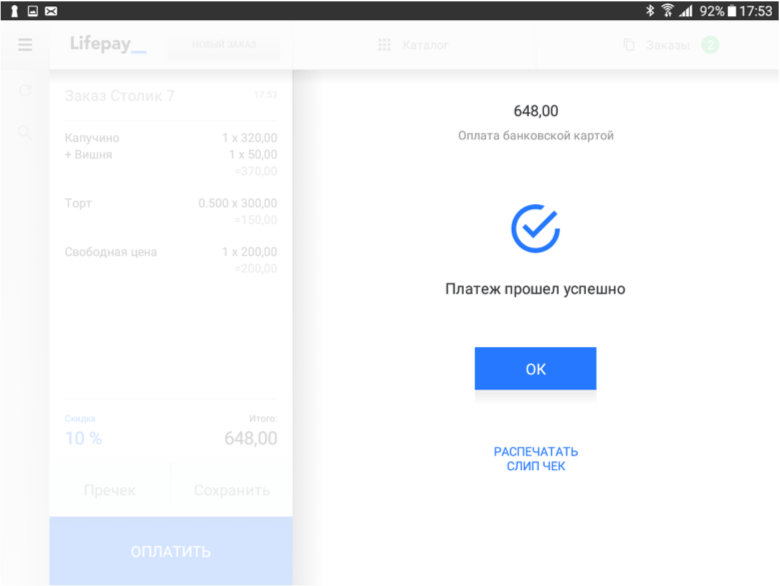 92% 17:53
Lifepay_
НОВЫЙ ЗАКАЗ
Каталог
Заказы 2
Заказ Столик 7 17:53
Капучино 1 x 320,00
+ Вишня 1 x 50,00
=370,00
Торт 0.500 x 300,00
=150,00
Свободная цена 1 x 200,00
=200,00
Скидка Итого:
10 % 648,00
Пречек Сохранить
ОПЛАТИТЬ
648,00
Оплата банковской картой
Платеж прошел успешно
ОК
РАСПЕЧАТАТЬ
СЛИП ЧЕК